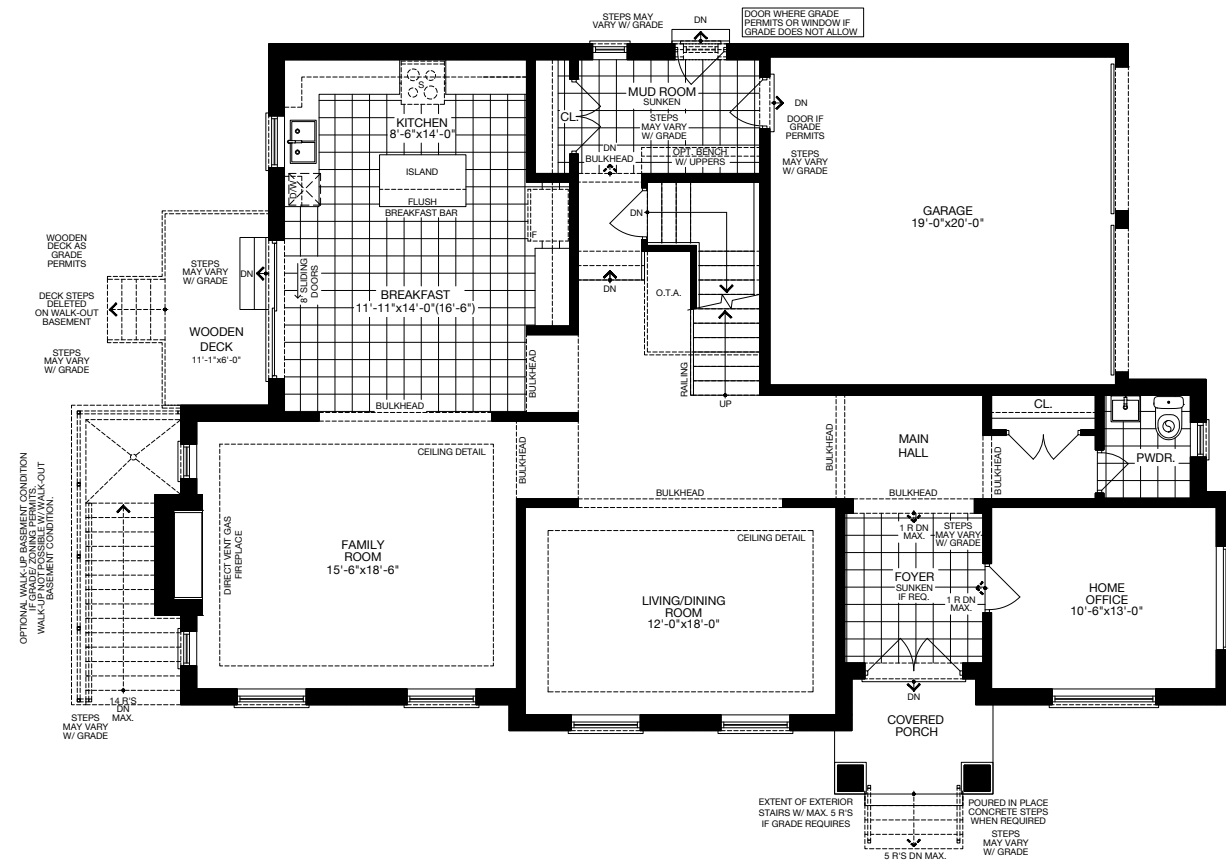 STEPS MAY
VARY W/ GRADE
DN
DOOR WHERE GRADE
PERMITS OR WINDOW IF
GRADE DOES NOT ALLOW
S
KITCHEN
8'-6"x14'-0"
ISLAND
FLUSH
BREAKFAST BAR
D/W
F
CL.
MUD ROOM
SUNKEN
STEPS
MAY VARY
W/ GRADE
DN
BULKHEAD
OPT. BENCH
W/ UPPERS
DN
DOOR IF
GRADE
PERMITS
STEPS
MAY VARY
W/ GRADE
GARAGE
19'-0"x20'-0"
DN
DN
O.T.A.
RAILING
UP
WOODEN
DECK AS
GRADE
PERMITS
DECK STEPS
DELETED
ON WALK-OUT
BASEMENT
STEPS
MAY VARY
W/ GRADE
STEPS
MAY VARY
W/ GRADE
DN
WOODEN
DECK
11'-1"x6'-0"
8' SLIDING
DOORS
BREAKFAST
11'-11"x14'-0"(16'-6")
BULKHEAD
BULKHEAD
BULKHEAD
CEILING DETAIL
FAMILY
ROOM
15'-6"x18'-6"
DIRECT VENT GAS
FIREPLACE
OPTIONAL WALK-UP BASEMENT CONDITION
IF GRADE/ ZONING PERMITS.
WALK-UP NOT POSSIBLE W/ WALK-OUT
BASEMENT CONDITION.
14 R'S
DN
MAX.
STEPS
MAY VARY
W/ GRADE
BULKHEAD
CEILING DETAIL
LIVING/DINING
ROOM
12'-0"x18'-0"
BULKHEAD
MAIN
HALL
BULKHEAD
BULKHEAD
CL.
PWDR.
1 R DN
MAX.
STEPS
MAY VARY
W/ GRADE
FOYER
SUNKEN
IF REQ.
1 R DN
MAX.
HOME
OFFICE
10'-6"x13'-0"
DN
COVERED
PORCH
EXTENT OF EXTERIOR
STAIRS W/ MAX. 5 R'S
IF GRADE REQUIRES
POURED IN PLACE
CONCRETE STEPS
WHEN REQUIRED
STEPS
MAY VARY
W/ GRADE
5 R'S DN MAX.